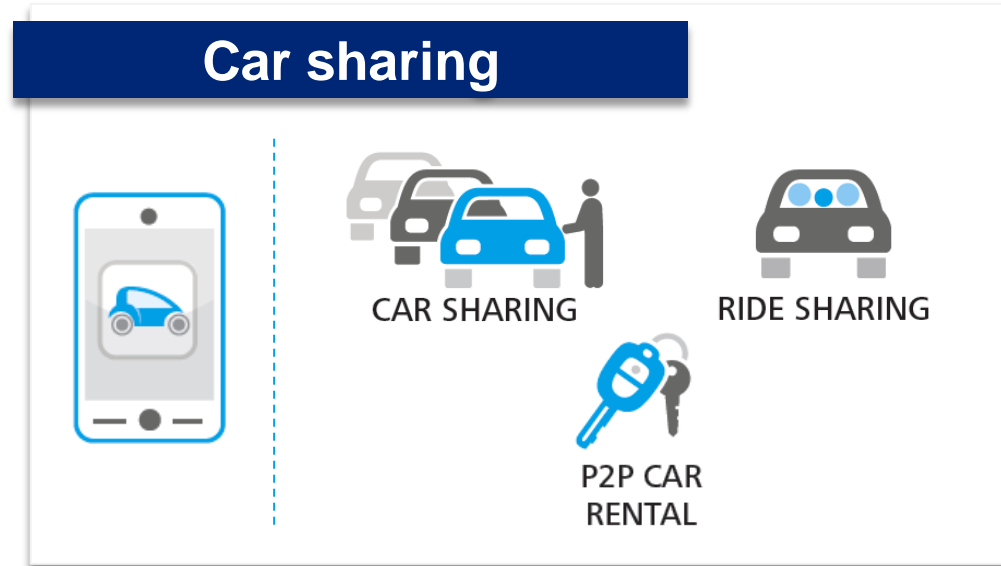 Car sharing
CAR SHARING
RIDE SHARING
P2P CAR
RENTAL